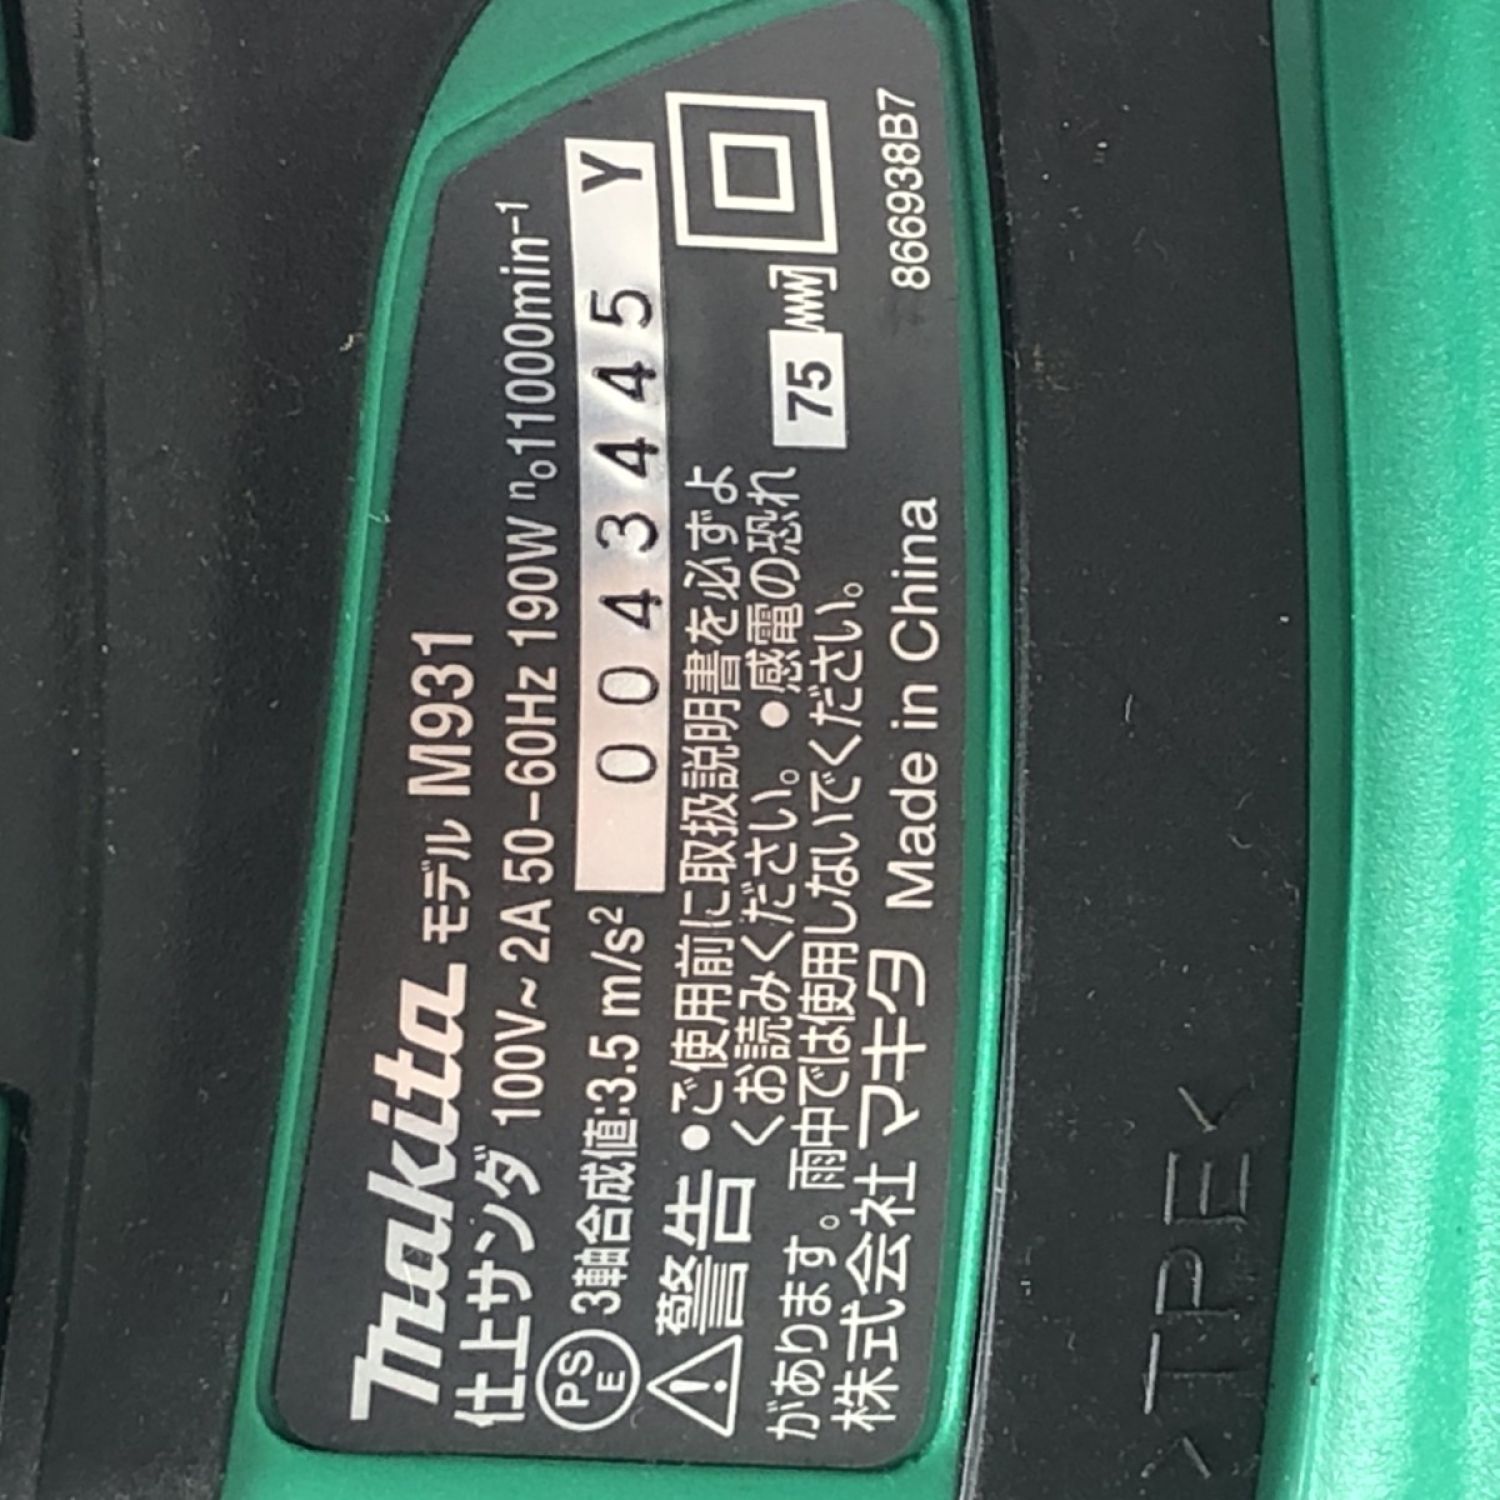 makita モデル M931
仕上サンダ 100V~ 2A 50-60Hz 190W n₀11000min⁻¹
PSE 3軸合成値:3.5 m/s² 0043445 Y
警告 ●ご使用前に取扱説明書を必ずよ
くお読みください。 ●感電の恐れ
があります。雨中では使用しないでください。
75
株式会社 マキタ Made in China
866938B7
>TPE<